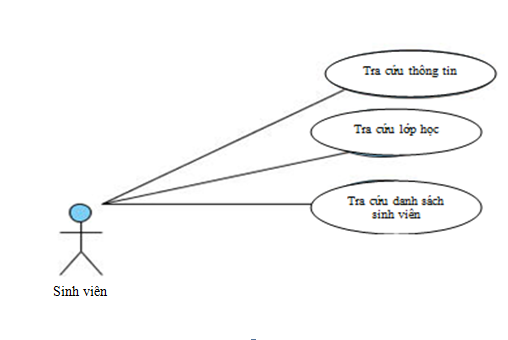 Tra cứu thông tin
Tra cứu lớp học
Tra cứu danh sách
sinh viên
Sinh viên